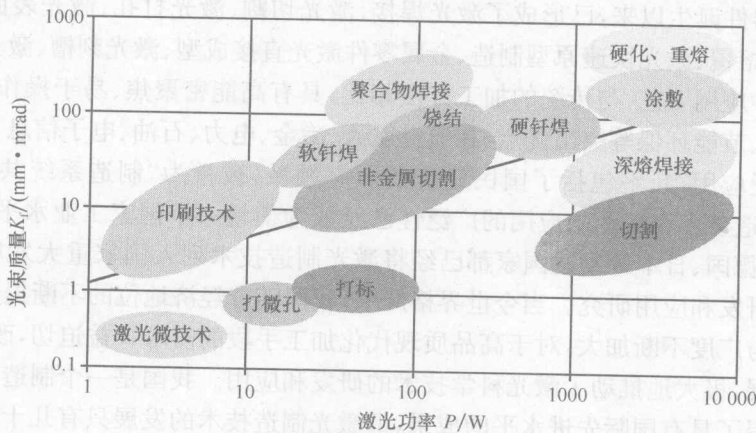 1000
100
10
1
0.1
光束质量Kf/(mm·mrad)
硬化、重熔
聚合物焊接
涂敷
烧结
硬钎焊
软钎焊
深熔焊接
非金属切割
印刷技术
切割
打标
打微孔
激光微技术
1
10
100
1000
10 000
激光功率 P/W